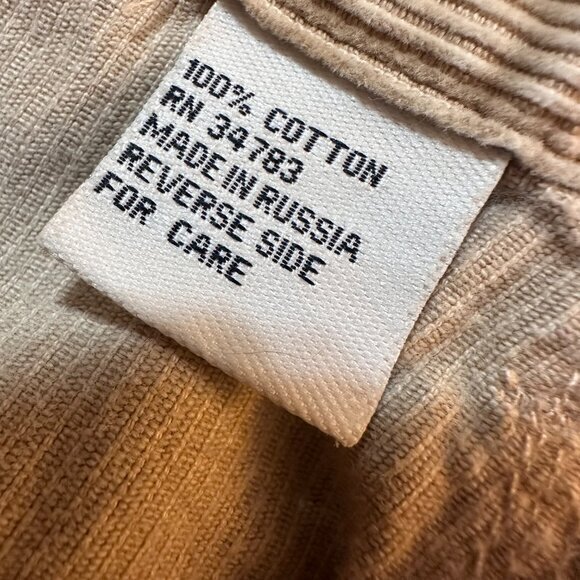 100% COTTON
RN 34783
MADE IN RUSSIA
REVERSE SIDE
FOR CARE